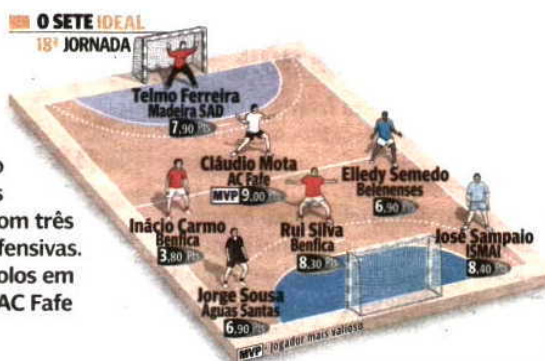 O SETE IDEAL
18ª JORNADA
Telmo Ferreira
Madeira SAD
7,90 Pts
Cláudio Mota
AC Fafe
MVP 9,00 Pts
Elledy Semedo
Belenenses
6,90 Pts
Inácio Carmo
Benfica
3,80 Pts
Rui Silva
Benfica
8,30 Pts
José Sampaio
ISMAI
8,40 Pts
Jorge Sousa
Águas Santas
6,90 Pts
MVP - Jogador mais valioso
om três
fensivas.
olos em
AC Fafe